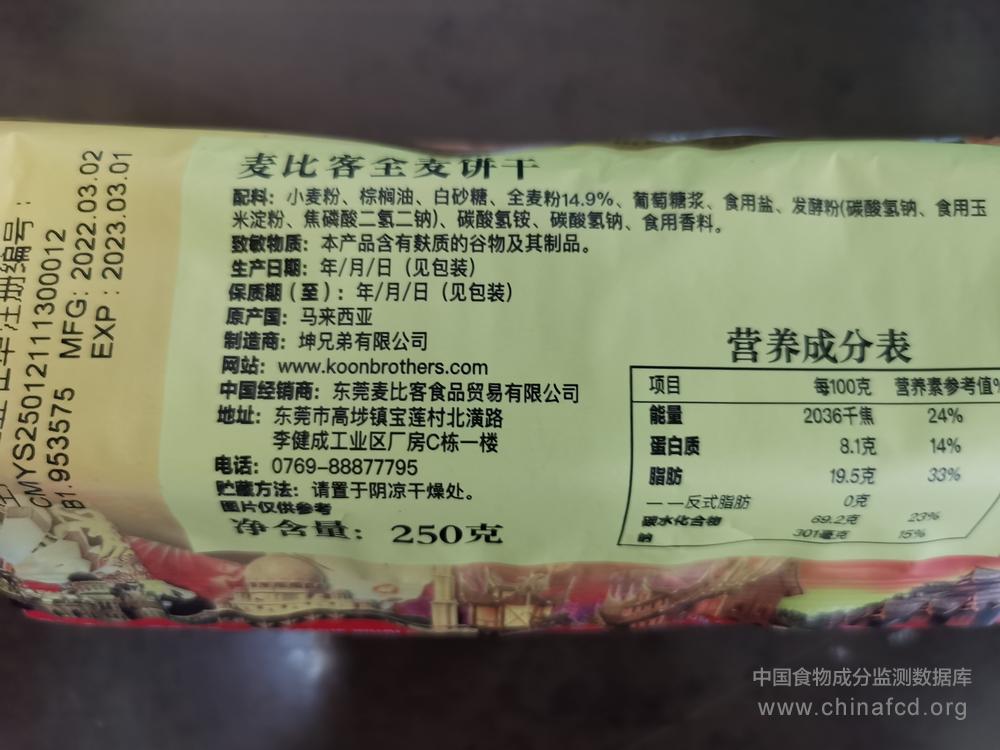 麦比客全麦饼干
配料：小麦粉、棕榈油、白砂糖、全麦粉14.9%、葡萄糖浆、食用盐、发酵粉(碳酸氢钠、食用玉
米淀粉、焦磷酸二氢二钠)、碳酸氢铵、碳酸氢钠、食用香料。
致敏物质：本产品含有麸质的谷物及其制品。
生产日期：年/月/日（见包装）
保质期（至）：年/月/日（见包装）
原产国：马来西亚
制造商：坤兄弟有限公司
网站：www.koonbrothers.com
中国经销商：东莞麦比客食品贸易有限公司
地址：东莞市高埗镇宝莲村北潢路
李健成工业区厂房C栋一楼
电话：0769-88877795
贮藏方法：请置于阴凉干燥处。
图片仅供参考
净含量：250克
营养成分表
项目 每100克 营养素参考值%
能量 2036千焦 24%
蛋白质 8.1克 14%
脂肪 19.5克 33%
——反式脂肪 0克
碳水化合物 69.2克 23%
钠 301毫克 15%
注册编号：
CMYS25012111300012
B1.953575 MFG: 2022.03.02
EXP : 2023.03.01
中国食物成分监测数据库
www.chinafcd.org